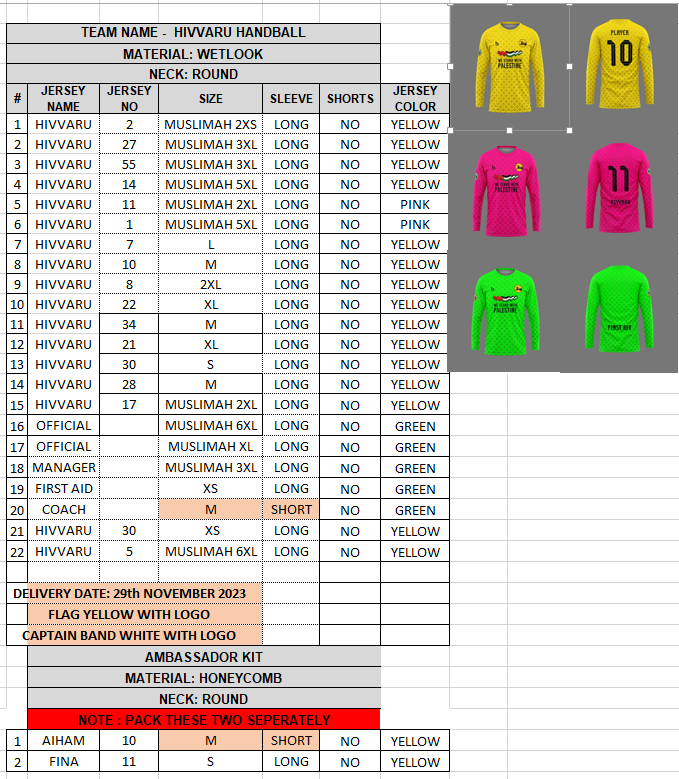 TEAM NAME - HIVVARU HANDBALL
MATERIAL: WETLOOK
NECK: ROUND
# JERSEY NAME JERSEY NO SIZE SLEEVE SHORTS JERSEY COLOR
1 HIVVARU 2 MUSLIMAH 2XS LONG NO YELLOW
2 HIVVARU 27 MUSLIMAH 3XL LONG NO YELLOW
3 HIVVARU 55 MUSLIMAH 3XL LONG NO YELLOW
4 HIVVARU 14 MUSLIMAH 5XL LONG NO YELLOW
5 HIVVARU 11 MUSLIMAH 2XL LONG NO PINK
6 HIVVARU 1 MUSLIMAH 5XL LONG NO PINK
7 HIVVARU 7 L LONG NO YELLOW
8 HIVVARU 10 M LONG NO YELLOW
9 HIVVARU 8 2XL LONG NO YELLOW
10 HIVVARU 22 XL LONG NO YELLOW
11 HIVVARU 34 M LONG NO YELLOW
12 HIVVARU 21 XL LONG NO YELLOW
13 HIVVARU 30 S LONG NO YELLOW
14 HIVVARU 28 M LONG NO YELLOW
15 HIVVARU 17 MUSLIMAH 2XL LONG NO YELLOW
16 OFFICIAL MUSLIMAH 6XL LONG NO GREEN
17 OFFICIAL MUSLIMAH XL LONG NO GREEN
18 MANAGER MUSLIMAH 3XL LONG NO GREEN
19 FIRST AID XS LONG NO GREEN
20 COACH M SHORT NO GREEN
21 HIVVARU 30 XS LONG NO YELLOW
22 HIVVARU 5 MUSLIMAH 6XL LONG NO YELLOW
DELIVERY DATE: 29th NOVEMBER 2023
FLAG YELLOW WITH LOGO
CAPTAIN BAND WHITE WITH LOGO
AMBASSADOR KIT
MATERIAL: HONEYCOMB
NECK: ROUND
NOTE : PACK THESE TWO SEPERATELY
1 AIHAM 10 M SHORT NO YELLOW
2 FINA 11 S LONG NO YELLOW
WE STAND WITH
PALESTINE
PLAYER
10
WE STAND WITH
PALESTINE
11
HIVVARU
WE STAND WITH
PALESTINE
FIRST AID